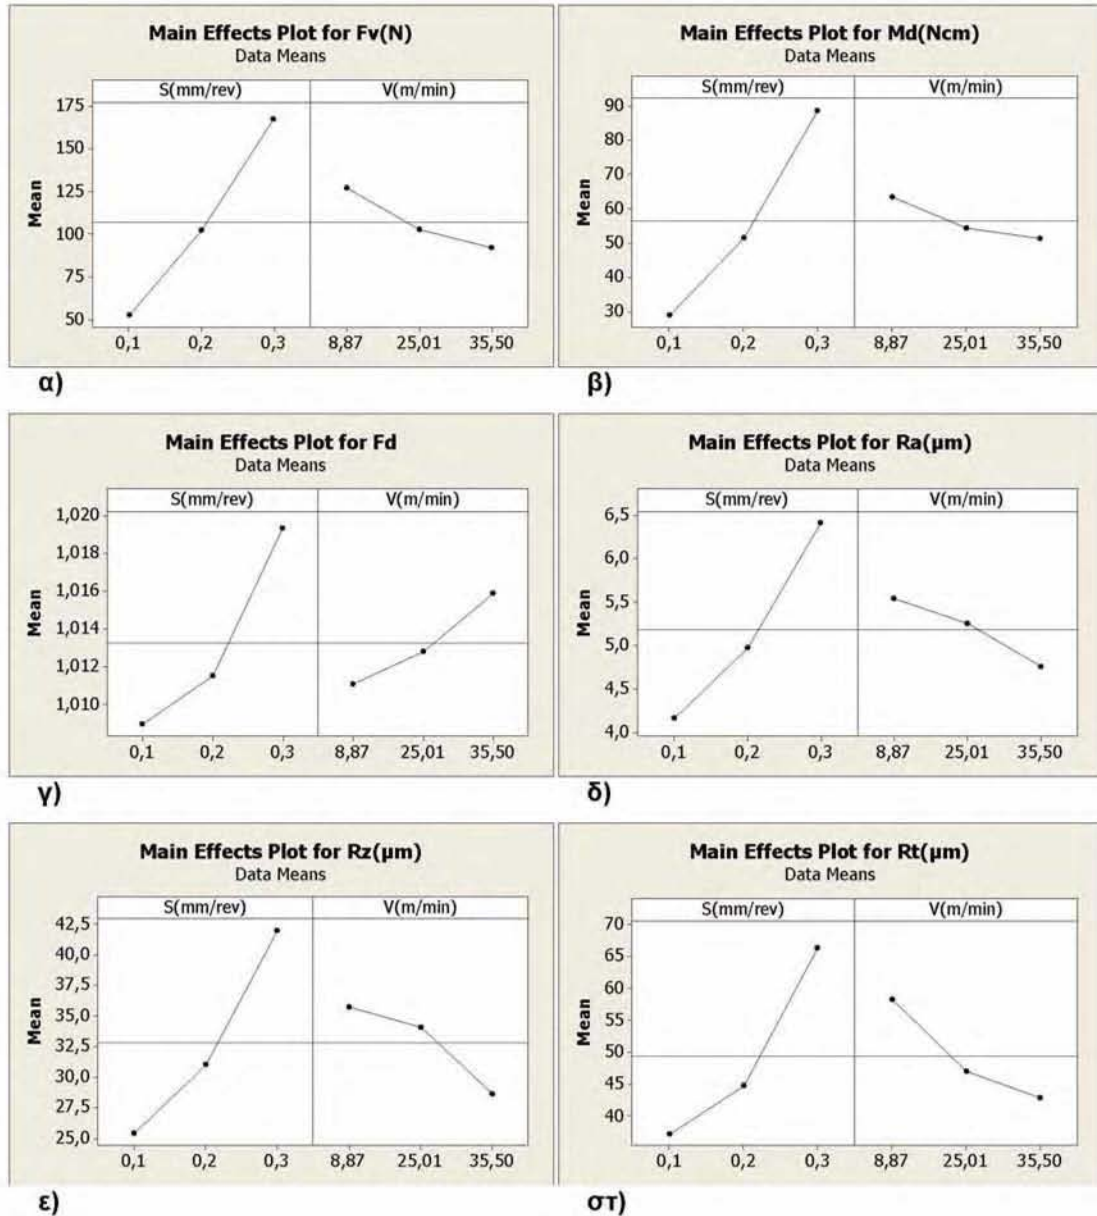 Main Effects Plot for Fv(N)
Data Means
S(mm/rev) V(m/min)
175
150
125
100
75
50
Mean
0,1 0,2 0,3 8,87 25,01 35,50
α)
Main Effects Plot for Md(Ncm)
Data Means
S(mm/rev) V(m/min)
90
80
70
60
50
40
30
Mean
0,1 0,2 0,3 8,87 25,01 35,50
β)
Main Effects Plot for Fd
Data Means
S(mm/rev) V(m/min)
1,020
1,018
1,016
1,014
1,012
1,010
Mean
0,1 0,2 0,3 8,87 25,01 35,50
γ)
Main Effects Plot for Ra(μm)
Data Means
S(mm/rev) V(m/min)
6,5
6,0
5,5
5,0
4,5
4,0
Mean
0,1 0,2 0,3 8,87 25,01 35,50
δ)
Main Effects Plot for Rz(μm)
Data Means
S(mm/rev) V(m/min)
42,5
40,0
37,5
35,0
32,5
30,0
27,5
25,0
Mean
0,1 0,2 0,3 8,87 25,01 35,50
ε)
Main Effects Plot for Rt(μm)
Data Means
S(mm/rev) V(m/min)
70
65
60
55
50
45
40
Mean
0,1 0,2 0,3 8,87 25,01 35,50
στ)